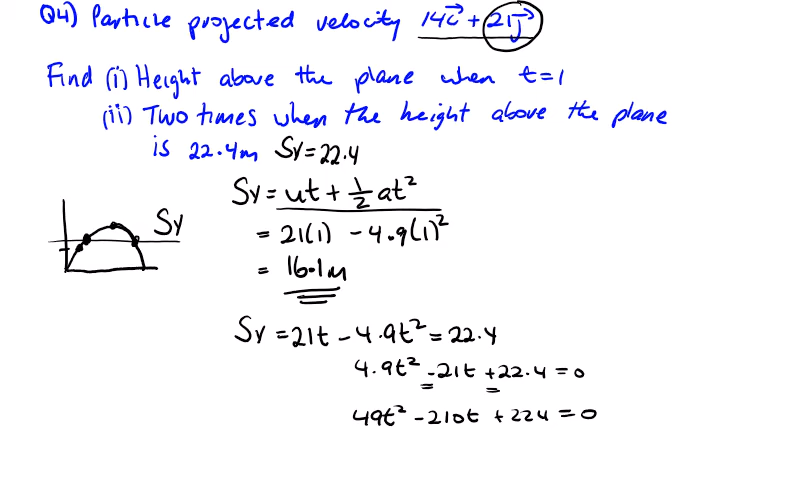 Q4) Particle projected velocity 14i⃗ + 21j⃗
Find (i) Height above the plane when t=1
(ii) Two times when the height above the plane
is 22.4m Sy=22.4
Sy
Sy = ut + 1/2 at²
= 21(1) - 4.9(1)²
= 16.1m
Sy = 21t - 4.9t² = 22.4
4.9t² - 21t + 22.4 = 0
49t² - 210t + 224 = 0